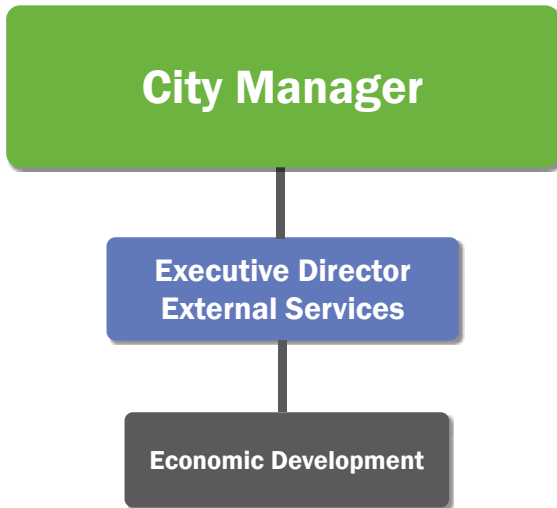 City Manager
Executive Director
External Services
Economic Development